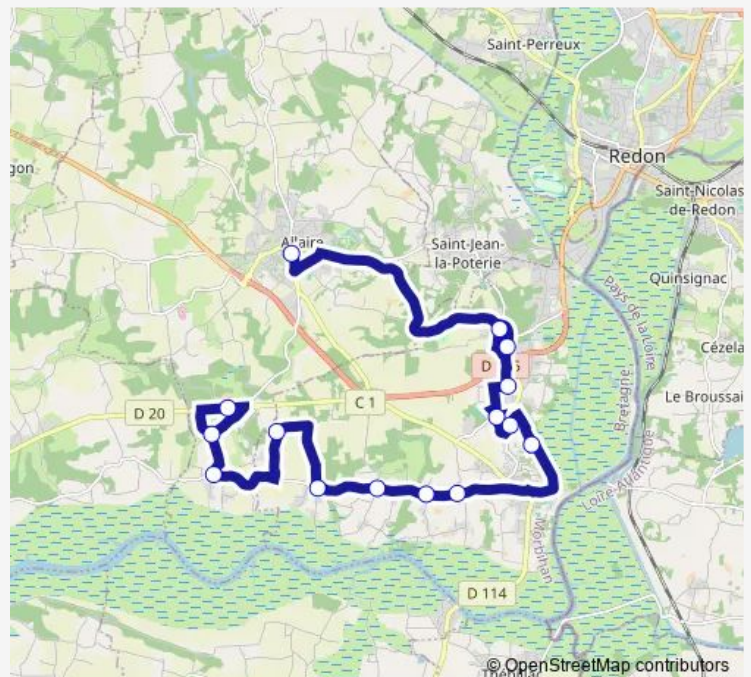 Saint-Perreux
Redon
Saint-Nicolas
de-Redon
Allaire
Saint-Jean-
la-Poterie
Quinsignac
Pays de la Loire
Bretagne
Cézela
D 20
C 1
Le Broussai
Loire-Atlantique
Morbihan
D 114
© OpenStreetMap contributors